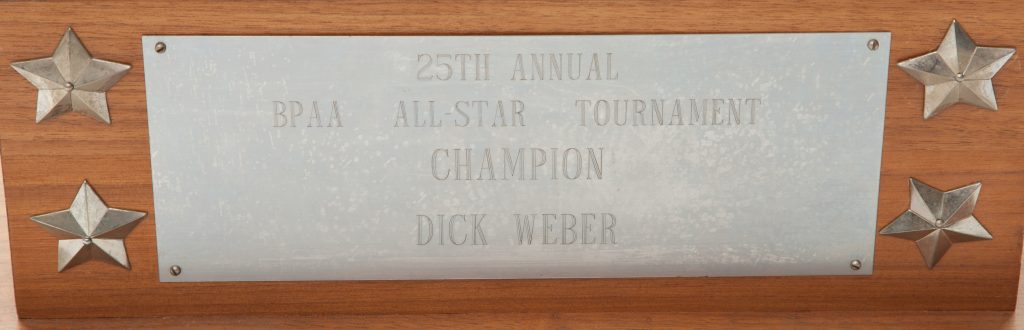 25TH ANNUAL
BPAA ALL-STAR TOURNAMENT
CHAMPION
DICK WEBER